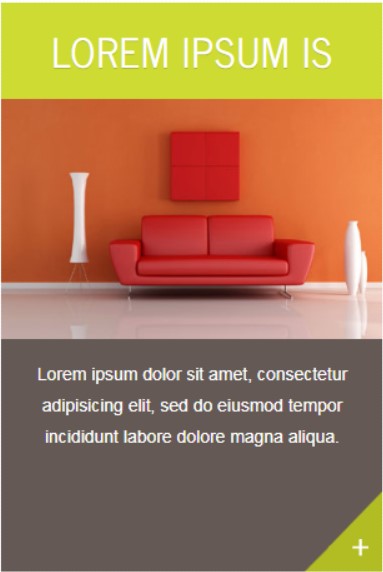 LOREM IPSUM IS
Lorem ipsum dolor sit amet, consectetur
adipisicing elit, sed do eiusmod tempor
incididunt labore dolore magna aliqua.
+